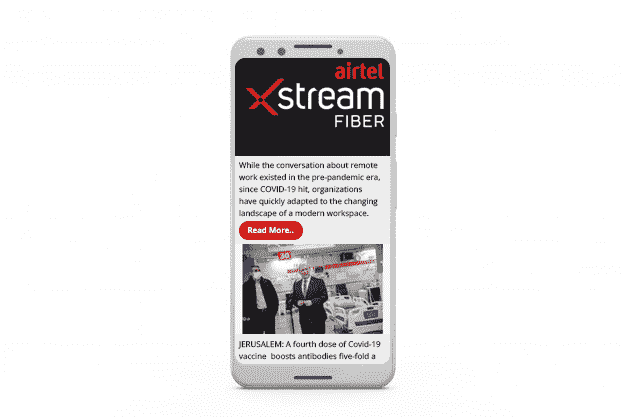 airtel
Xstream
FIBER
While the conversation about remote
work existed in the pre-pandemic era,
since COVID-19 hit, organizations
have quickly adapted to the changing
landscape of a modern workspace.
Read More..
30
JERUSALEM: A fourth dose of Covid-19
vaccine boosts antibodies five-fold a